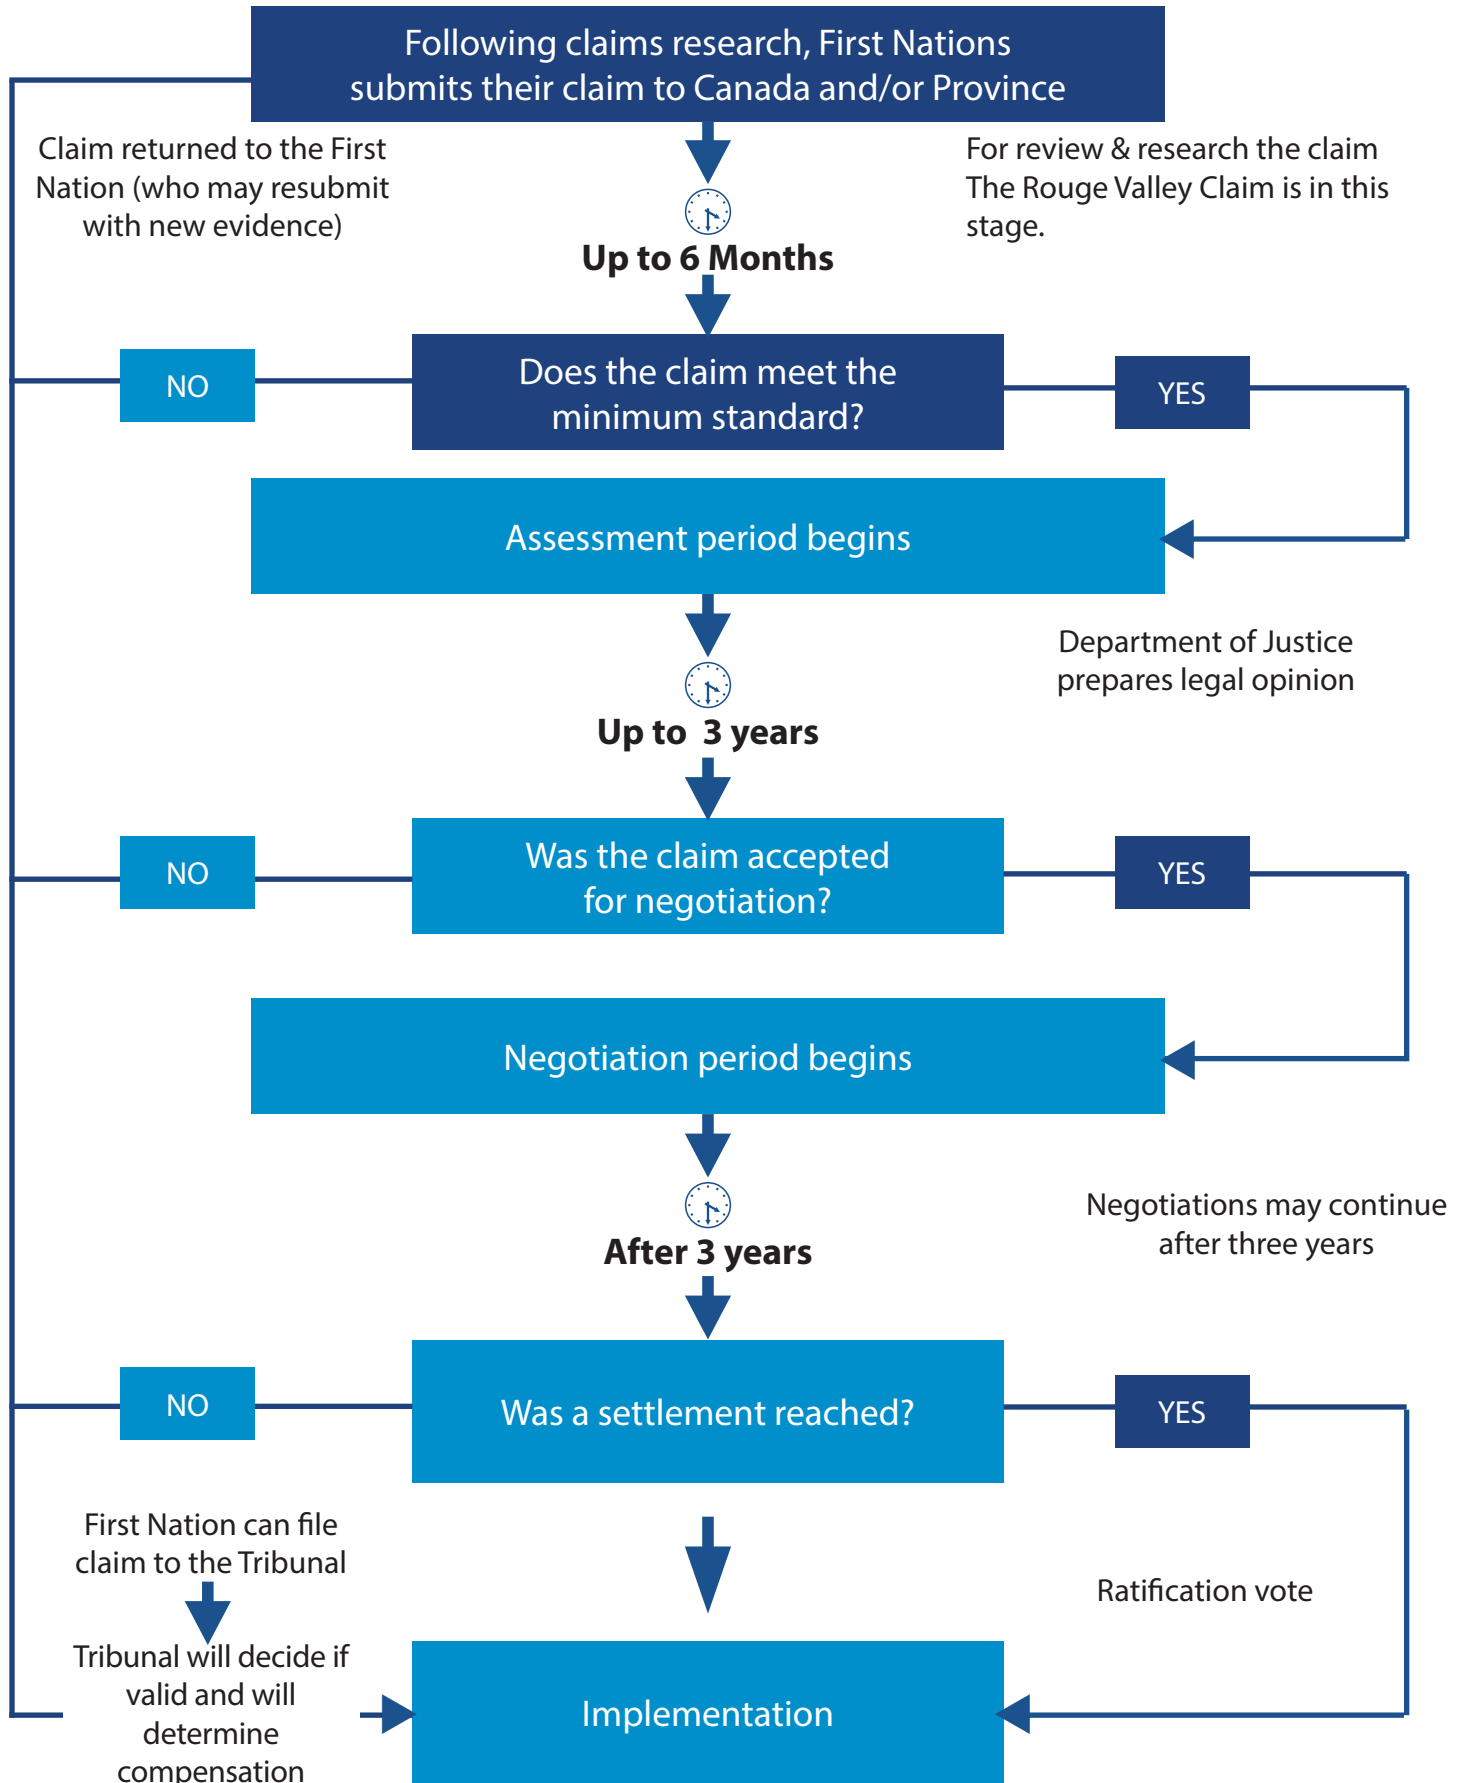 Following claims research, First Nations
submits their claim to Canada and/or Province
Claim returned to the First
Nation (who may resubmit
with new evidence)
For review & research the claim
The Rouge Valley Claim is in this
stage.
Up to 6 Months
NO
Does the claim meet the
minimum standard?
YES
Assessment period begins
Department of Justice
prepares legal opinion
Up to 3 years
NO
Was the claim accepted
for negotiation?
YES
Negotiation period begins
Negotiations may continue
after three years
After 3 years
NO
Was a settlement reached?
YES
First Nation can file
claim to the Tribunal
Ratification vote
Tribunal will decide if
valid and will
determine
compensation
Implementation